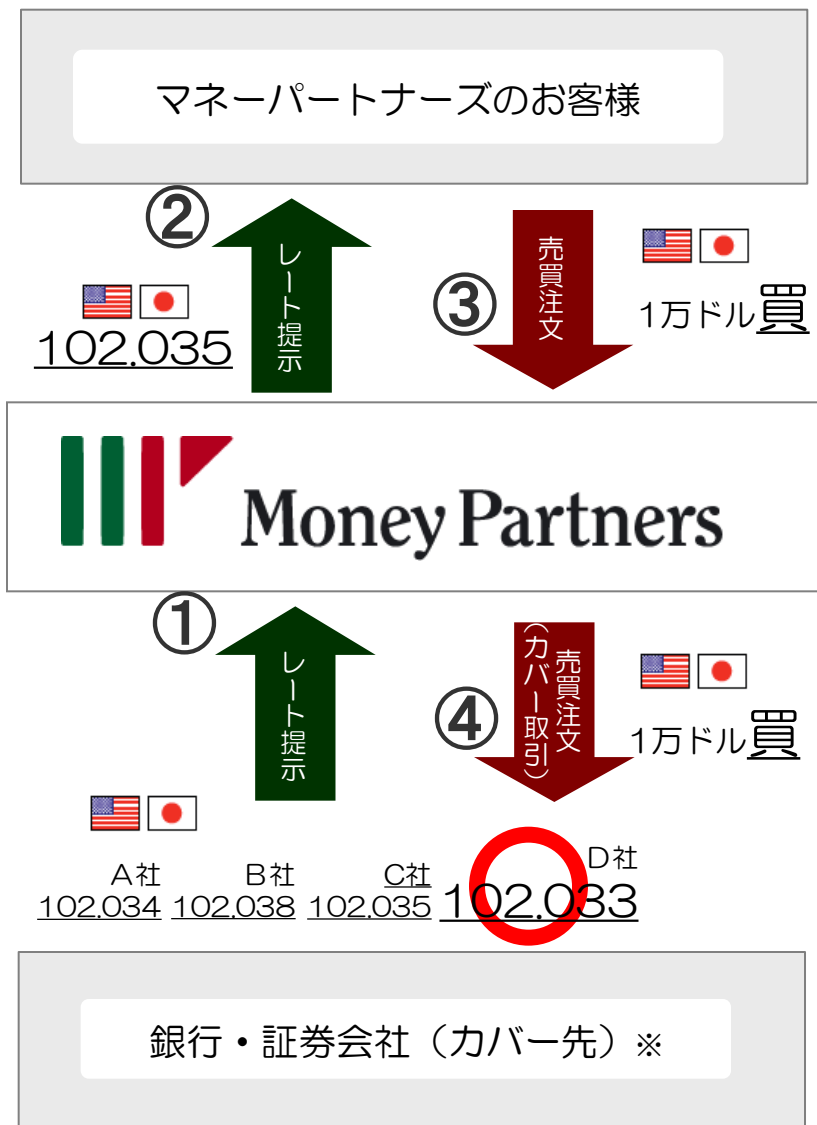 マネーパートナーズのお客様
②
レート提示
102.035
③
売買注文
1万ドル買
Money Partners
①
レート提示
④
売買注文
（カバー取引）
1万ドル買
A社 B社 C社 D社
102.034 102.038 102.035 102.033
銀行・証券会社（カバー先）※